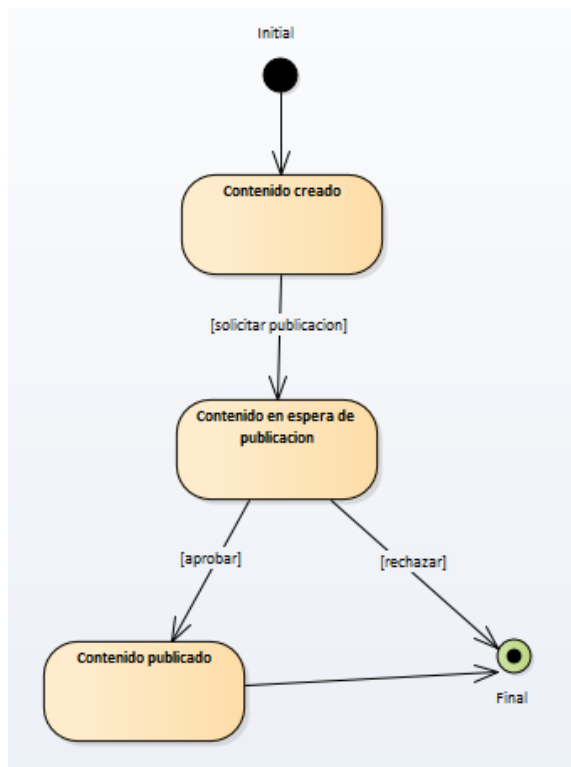 Initial
Contenido creado
[solicitar publicacion]
Contenido en espera de
publicacion
[aprobar]
[rechazar]
Contenido publicado
Final